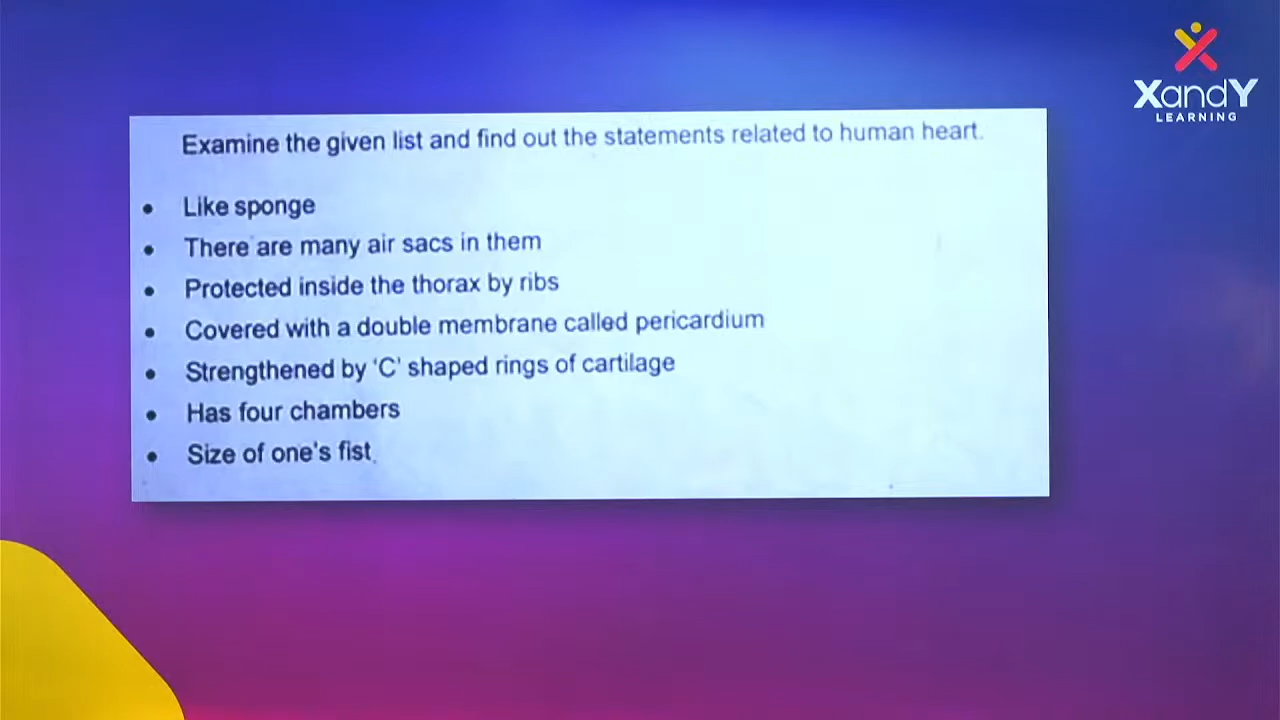 XandY
LEARNING
Examine the given list and find out the statements related to human heart.
• Like sponge
• There are many air sacs in them
• Protected inside the thorax by ribs
• Covered with a double membrane called pericardium
• Strengthened by ‘C’ shaped rings of cartilage
• Has four chambers
• Size of one's fist